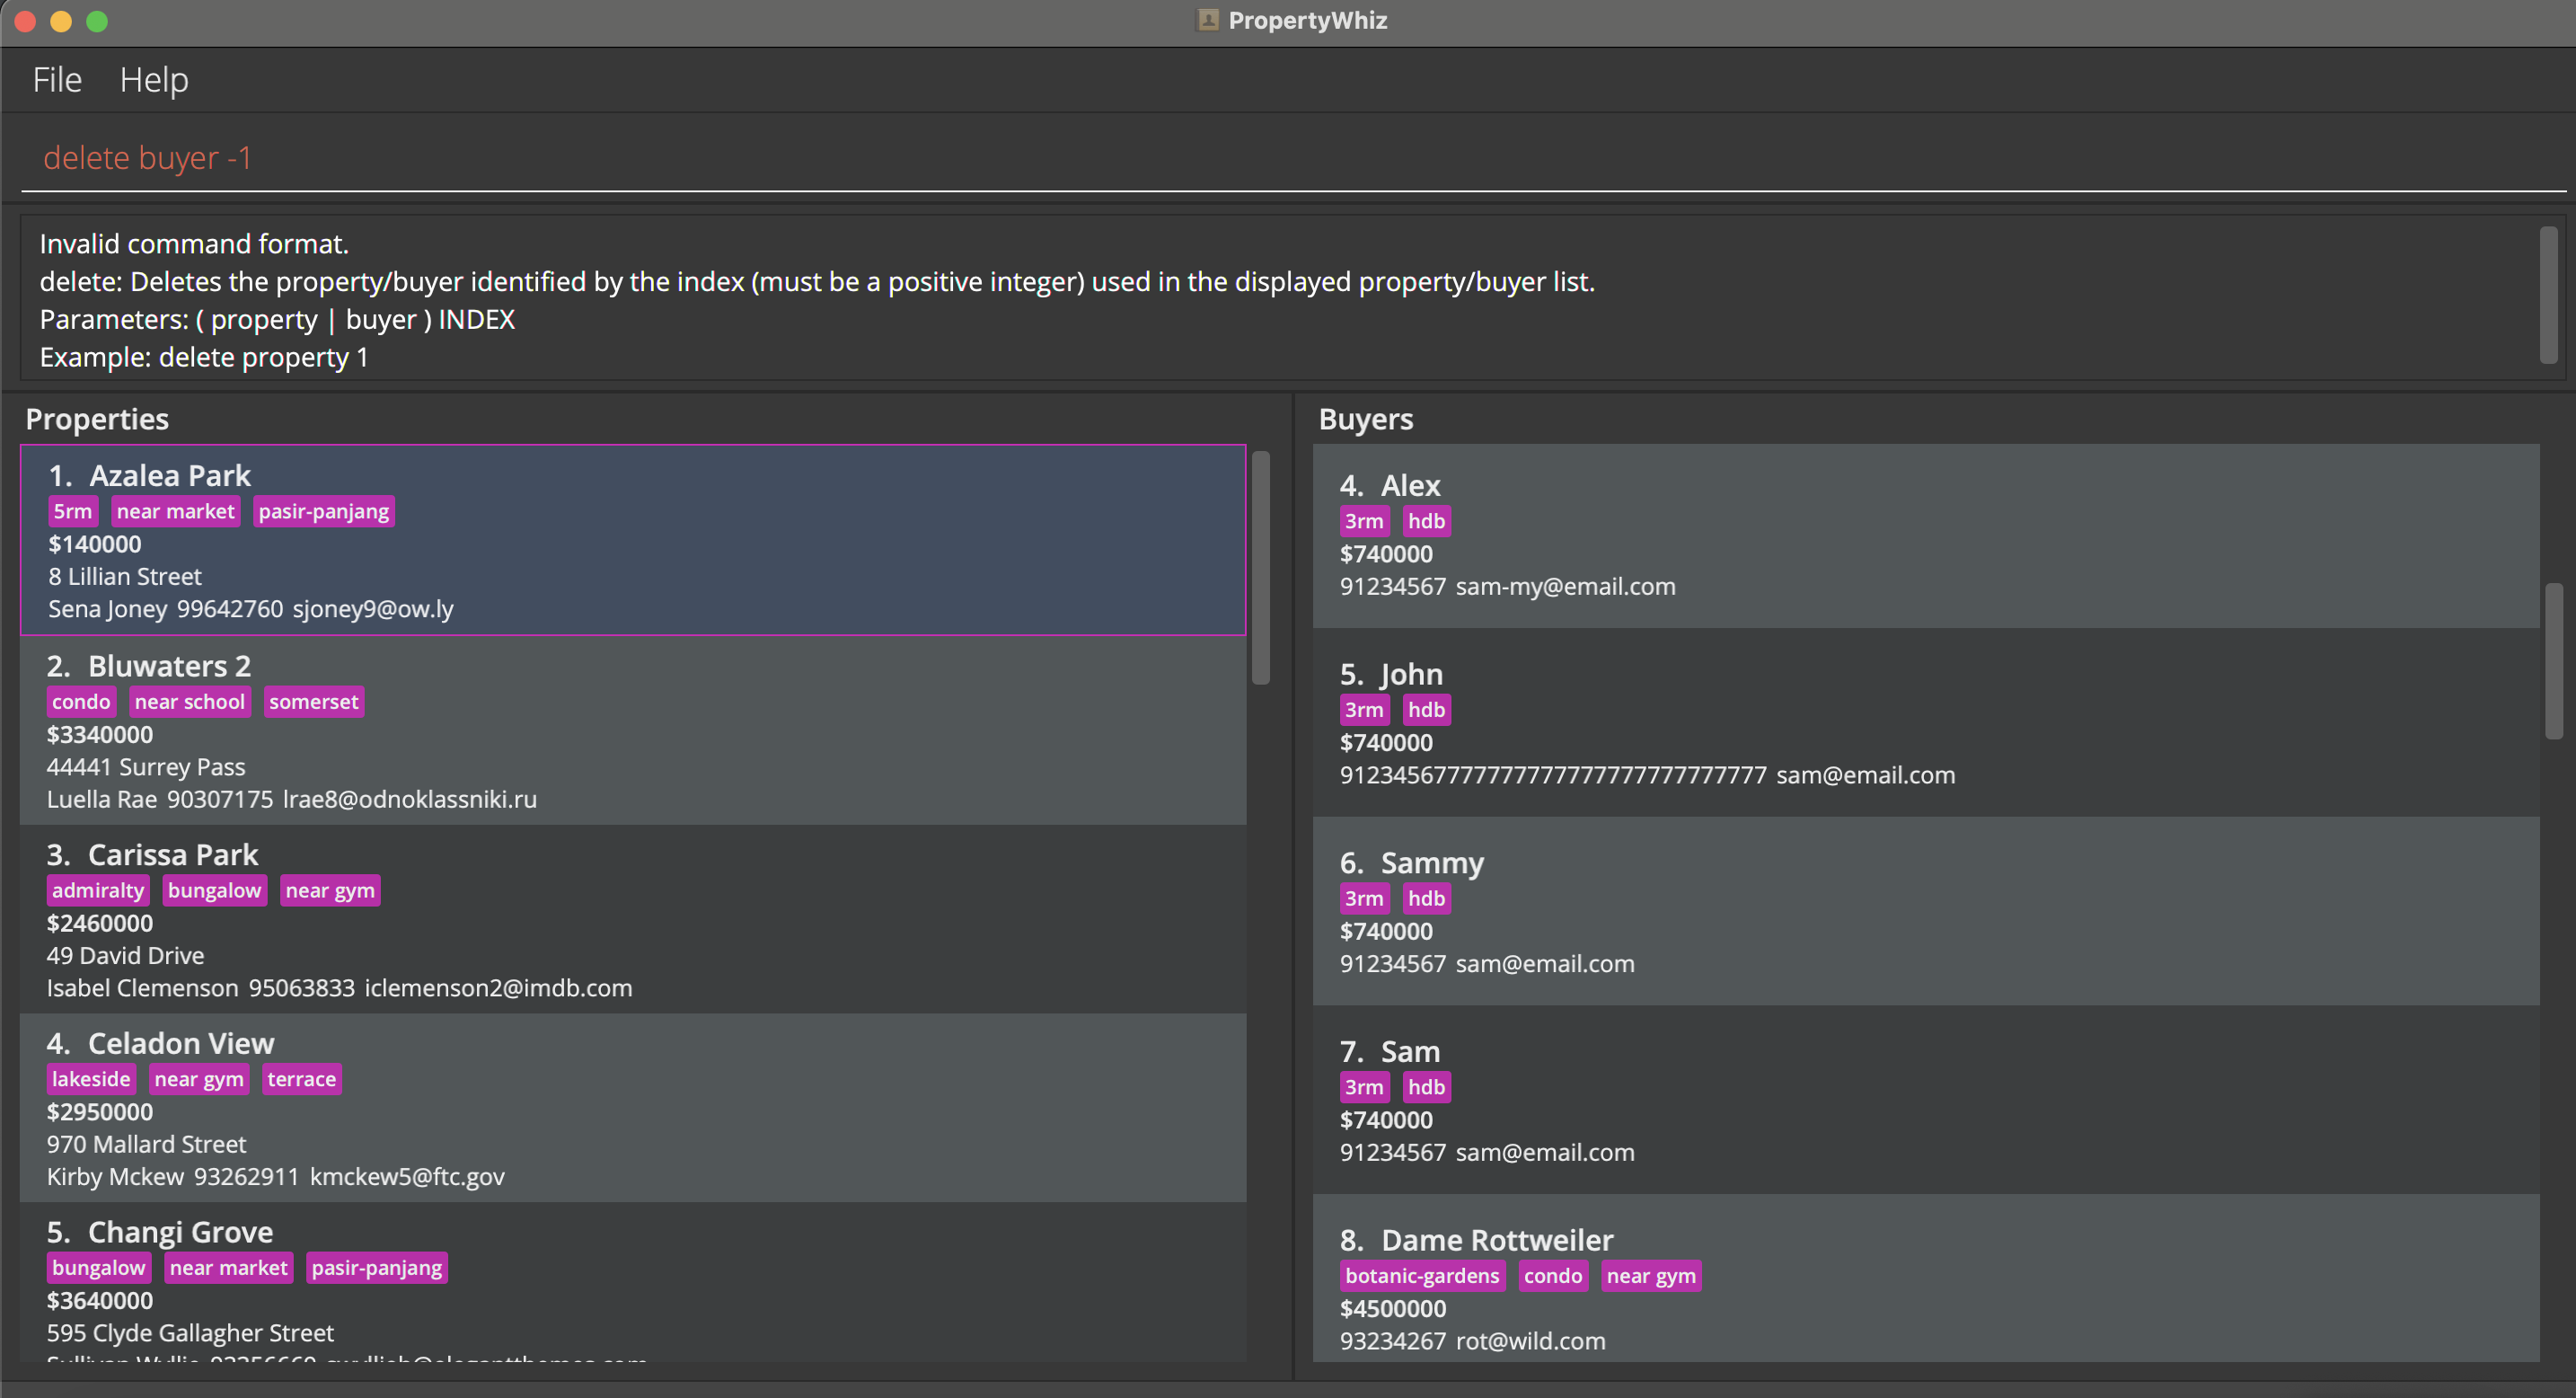 PropertyWhiz
File Help
delete buyer -1
Invalid command format.
delete: Deletes the property/buyer identified by the index (must be a positive integer) used in the displayed property/buyer list.
Parameters: ( property | buyer ) INDEX
Example: delete property 1
Properties
1. Azalea Park
5rm near market pasir-panjang
$140000
8 Lillian Street
Sena Joney 99642760 sjoney9@ow.ly
2. Bluwaters 2
condo near school somerset
$3340000
44441 Surrey Pass
Luella Rae 90307175 lrae8@odnoklassniki.ru
3. Carissa Park
admiralty bungalow near gym
$2460000
49 David Drive
Isabel Clemenson 95063833 iclemenson2@imdb.com
4. Celadon View
lakeside near gym terrace
$2950000
970 Mallard Street
Kirby Mckew 93262911 kmckew5@ftc.gov
5. Changi Grove
bungalow near market pasir-panjang
$3640000
595 Clyde Gallagher Street
Buyers
4. Alex
3rm hdb
$740000
91234567 sam-my@email.com
5. John
3rm hdb
$740000
sam@email.com
6. Sammy
3rm hdb
$740000
91234567 sam@email.com
7. Sam
3rm hdb
$740000
91234567 sam@email.com
8. Dame Rottweiler
botanic-gardens condo near gym
$4500000
93234267 rot@wild.com